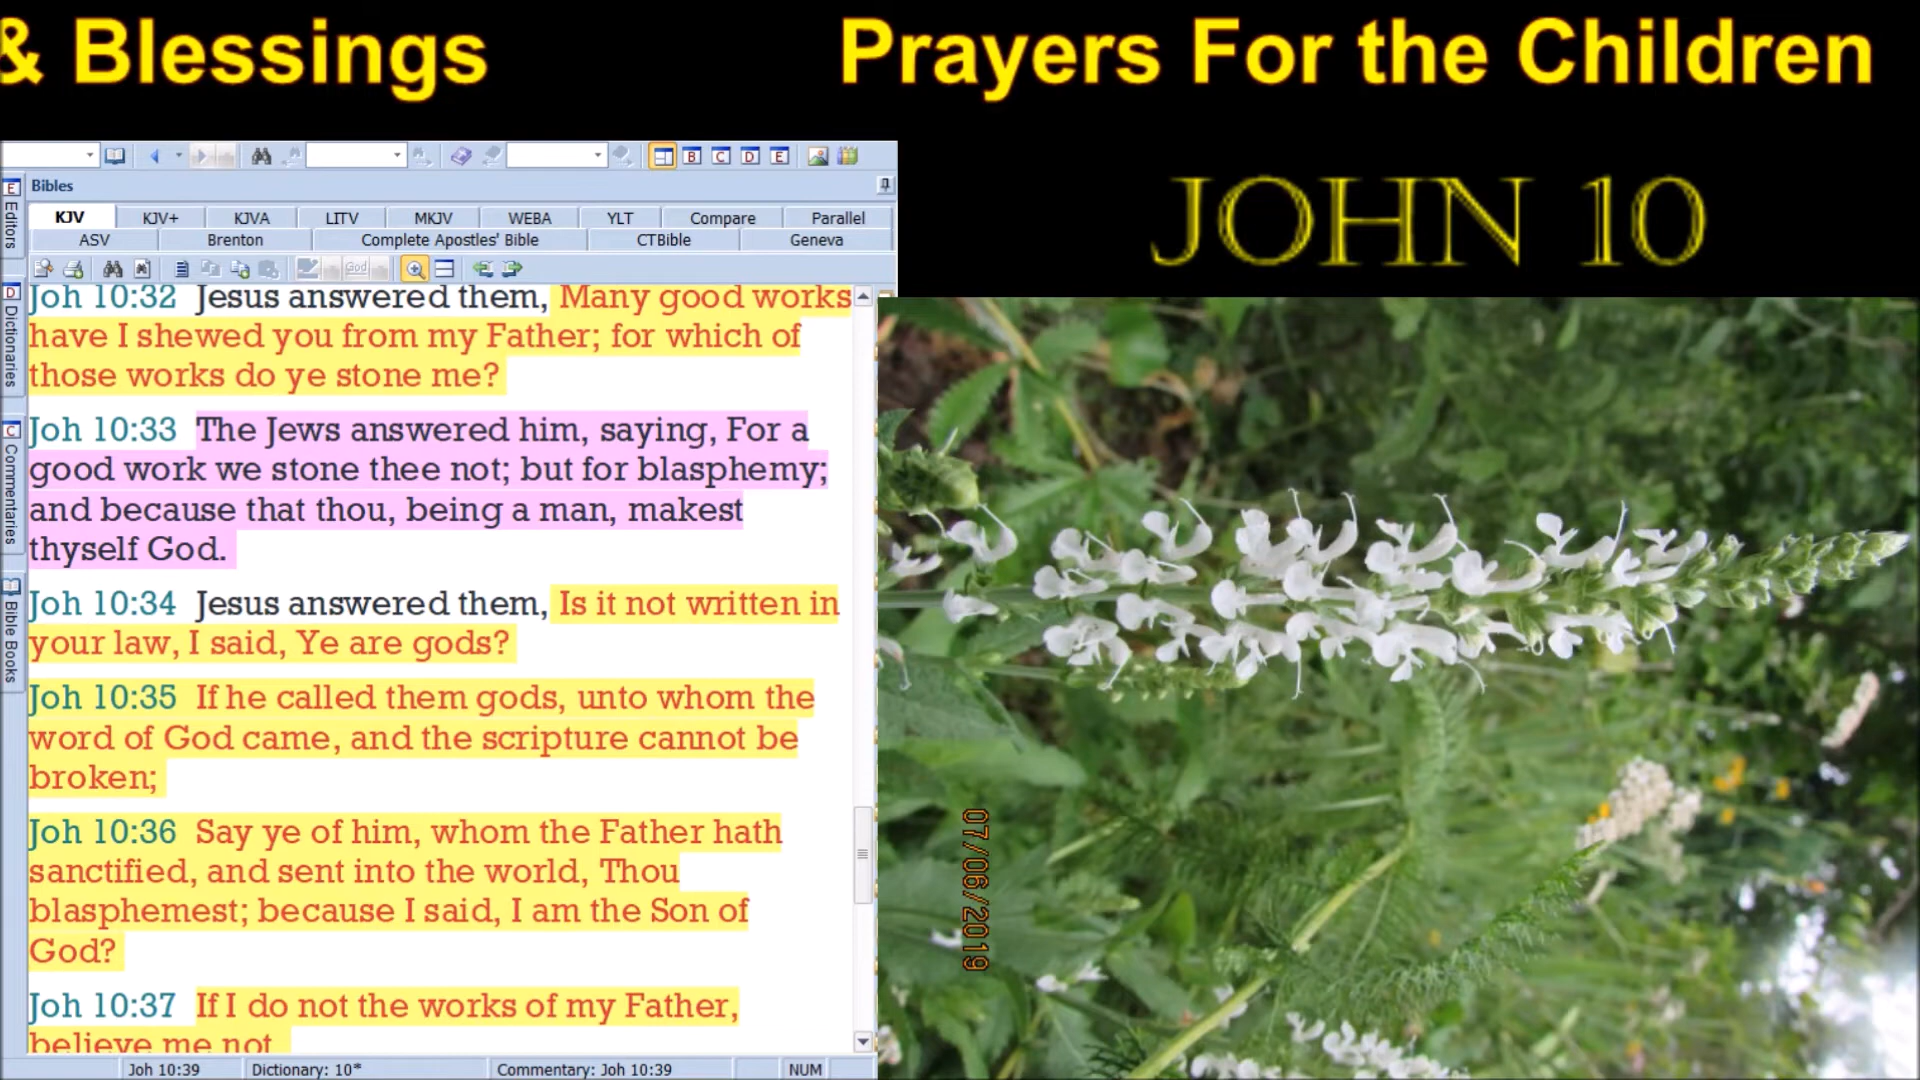 & Blessings
Prayers For the Children
JOHN 10
Bibles
KJV KJV+ KJVA LITV MKJV WEBA YLT Compare Parallel
ASV Brenton Complete Apostles' Bible CTBible Geneva
B C D E
God
E Editors
D Dictionaries
C Commentaries
Bible Books
Joh 10:32 Jesus answered them, Many good works
have I shewed you from my Father; for which of
those works do ye stone me?
Joh 10:33 The Jews answered him, saying, For a
good work we stone thee not; but for blasphemy;
and because that thou, being a man, makest
thyself God.
Joh 10:34 Jesus answered them, Is it not written in
your law, I said, Ye are gods?
Joh 10:35 If he called them gods, unto whom the
word of God came, and the scripture cannot be
broken;
Joh 10:36 Say ye of him, whom the Father hath
sanctified, and sent into the world, Thou
blasphemest; because I said, I am the Son of
God?
Joh 10:37 If I do not the works of my Father,
believe me not.
Joh 10:39 Dictionary: 10* Commentary: Joh 10:39 NUM
07/06/2019